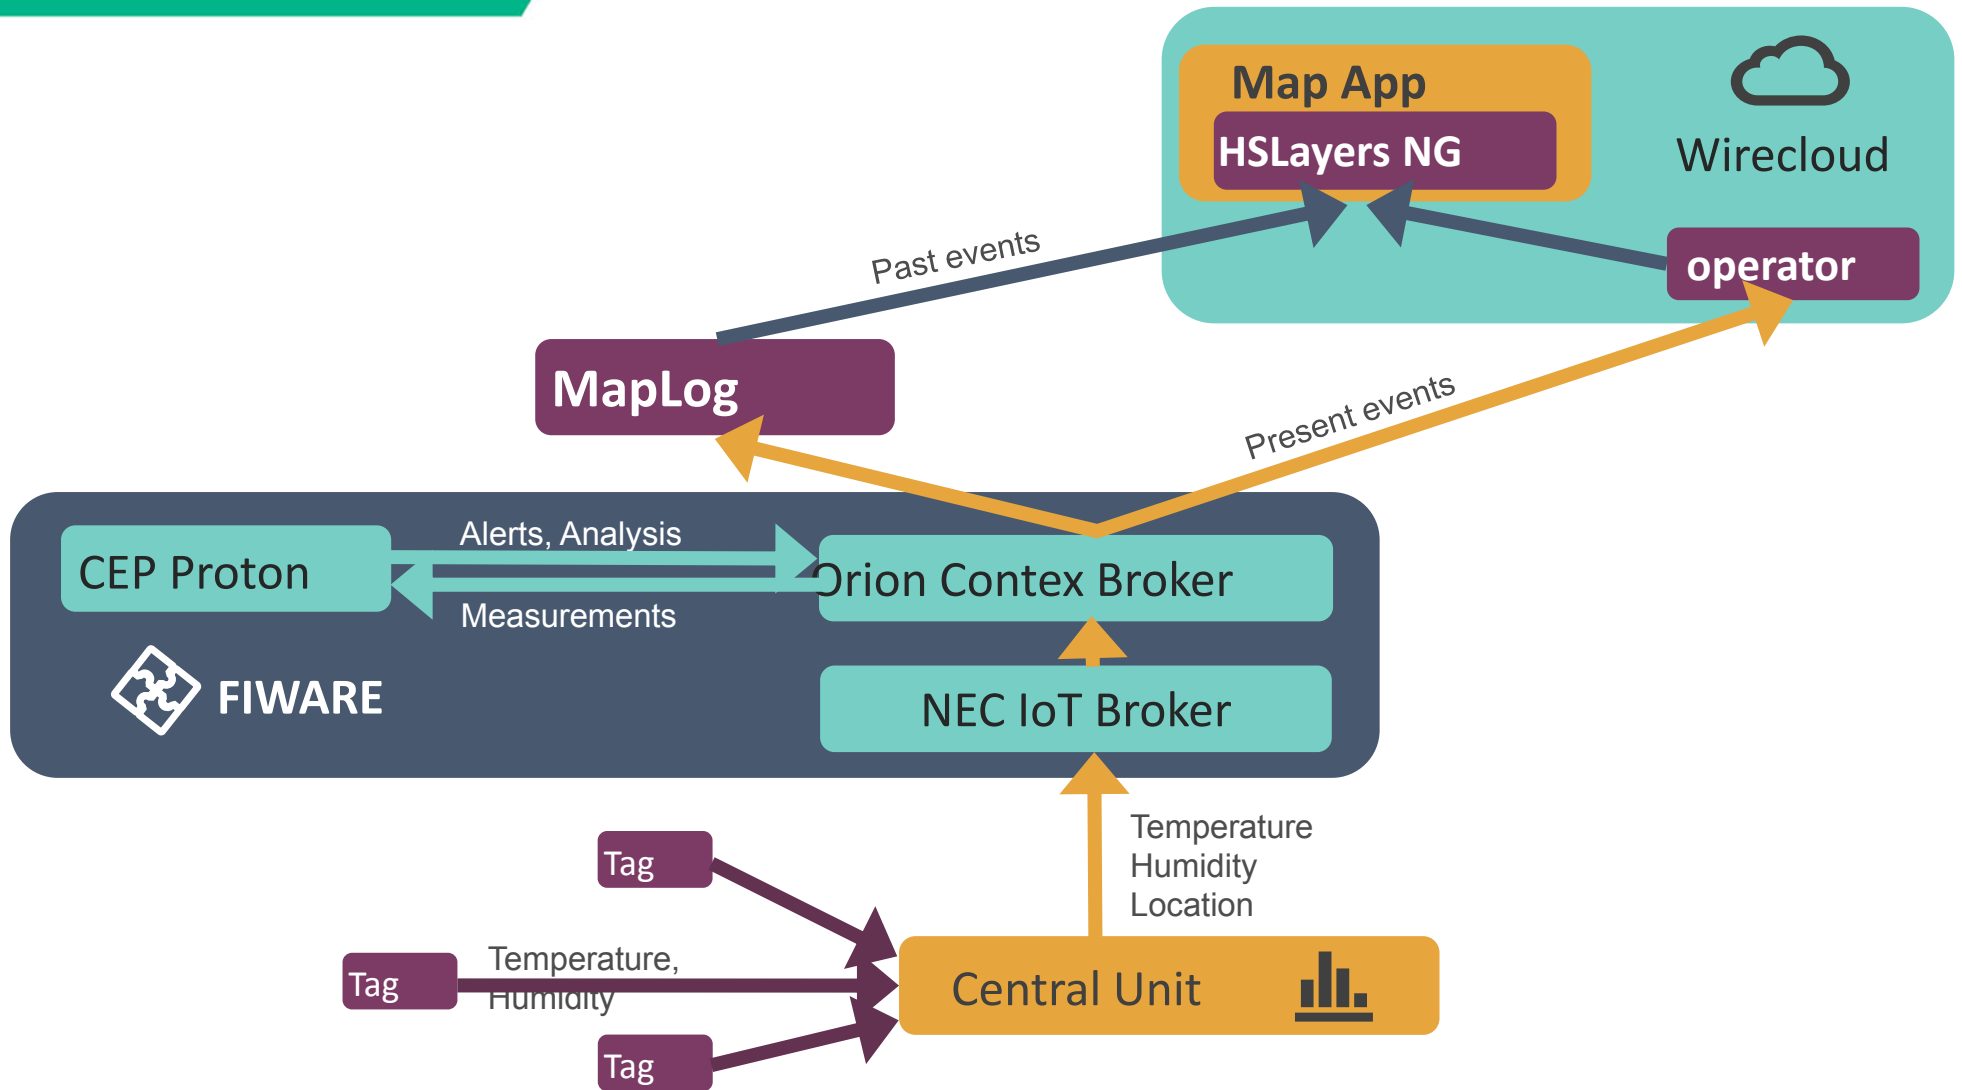 Map App
HSLayers NG
Wirecloud
operator
Past events
MapLog
Present events
Alerts, Analysis
CEP Proton
Orion Contex Broker
Measurements
FIWARE
NEC IoT Broker
Temperature
Humidity
Location
Tag
Temperature,
Humidity
Tag
Central Unit
Tag